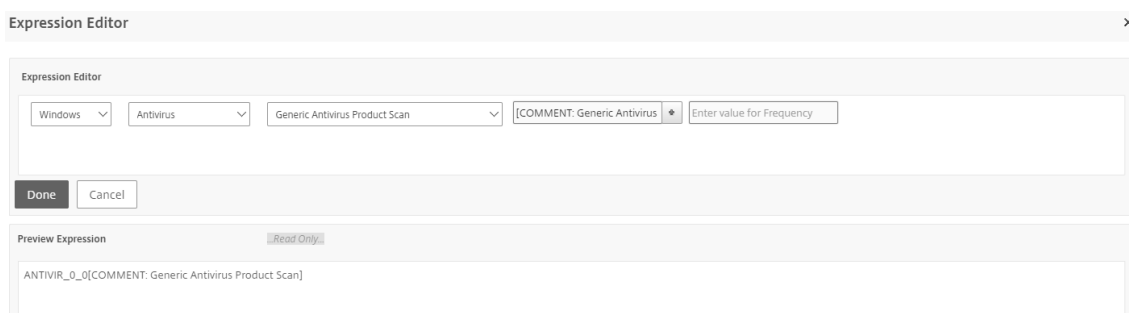 Expression Editor
Expression Editor
Windows Antivirus Generic Antivirus Product Scan [COMMENT: Generic Antivirus Enter value for Frequency
Done Cancel
Preview Expression Read Only
ANTIVIR_0_0[COMMENT: Generic Antivirus Product Scan]